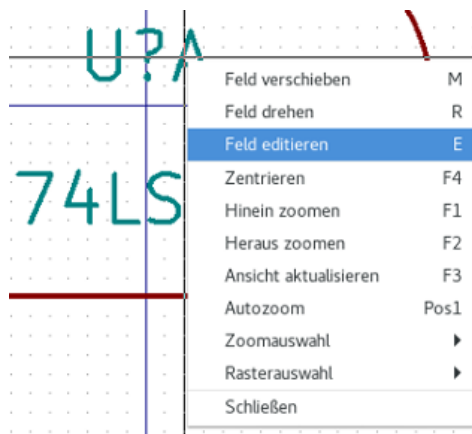 U?A
Feld verschieben M
Feld drehen R
Feld editieren E
74LS
Zentrieren F4
Hinein zoomen F1
Heraus zoomen F2
Ansicht aktualisieren F3
Autozoom Pos1
Zoomauswahl
Rasterauswahl
Schließen